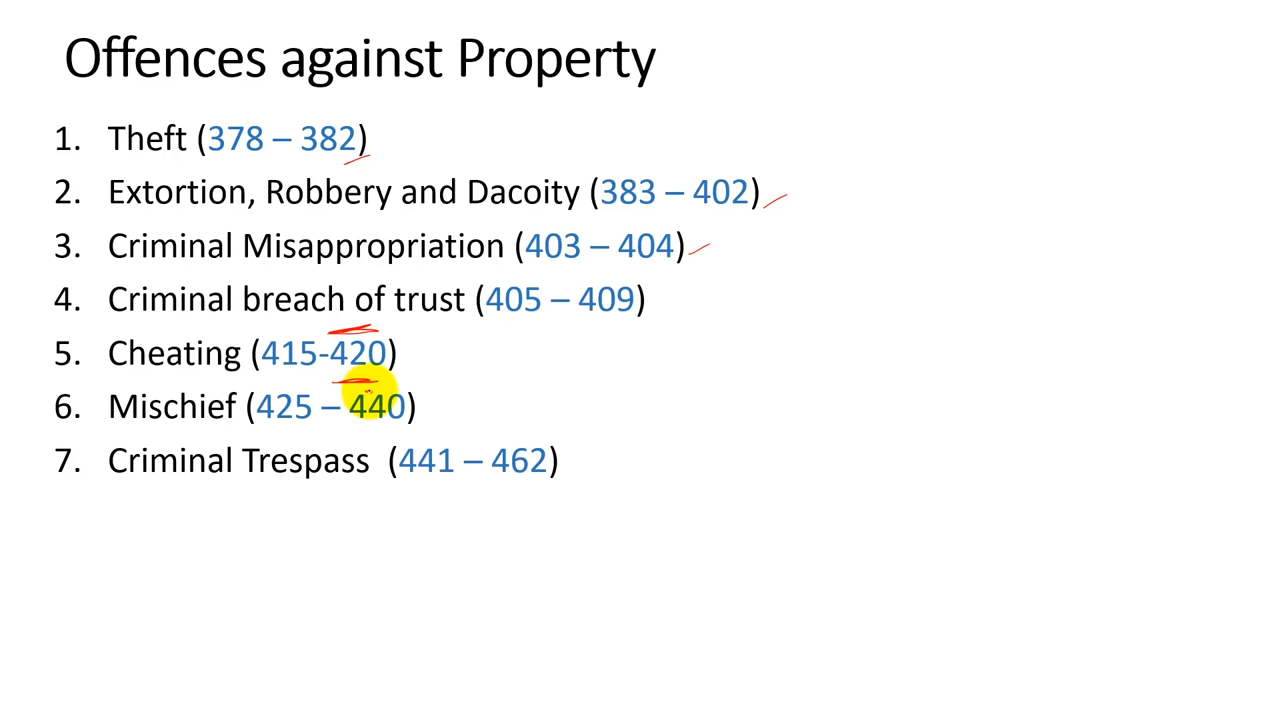 Offences against Property
1. Theft (378 – 382)
2. Extortion, Robbery and Dacoity (383 – 402)
3. Criminal Misappropriation (403 – 404)
4. Criminal breach of trust (405 – 409)
5. Cheating (415-420)
6. Mischief (425 – 440)
7. Criminal Trespass (441 – 462)